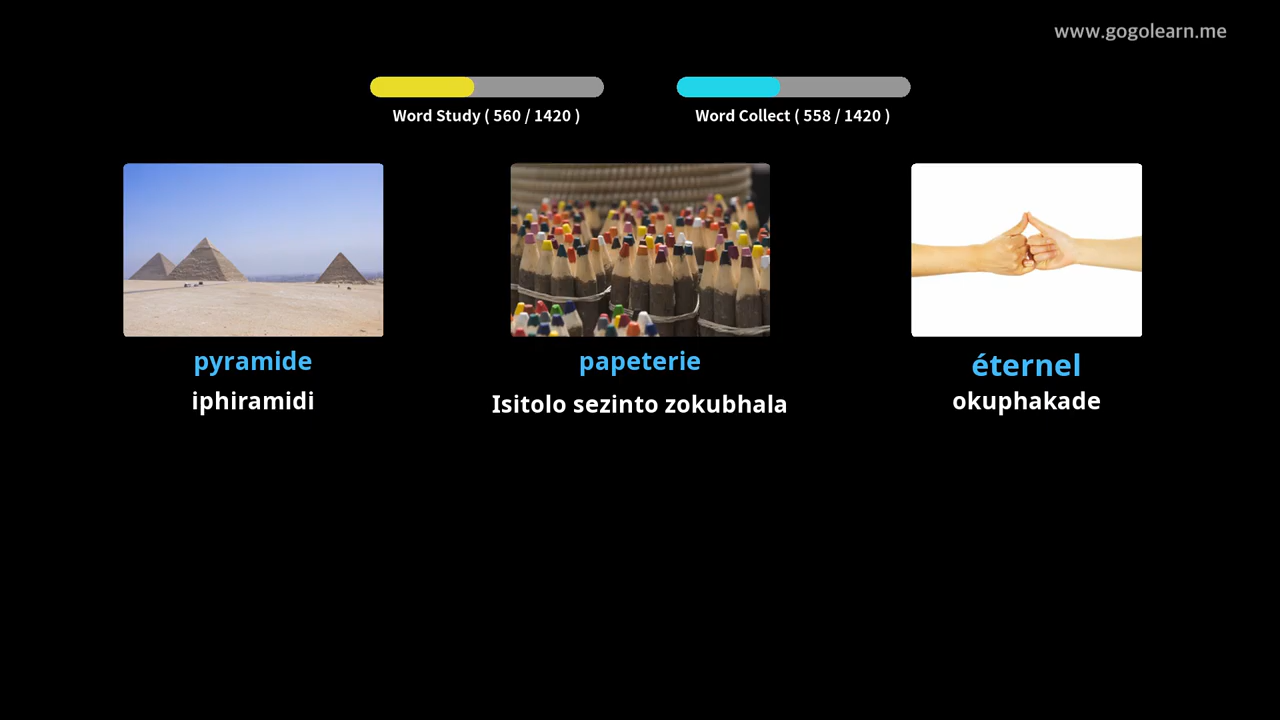 www.gogolearn.me
Word Study ( 560 / 1420 )
Word Collect ( 558 / 1420 )
pyramide
papeterie
éternel
iphiramidi
Isitolo sezinto zokubhala
okuphakade